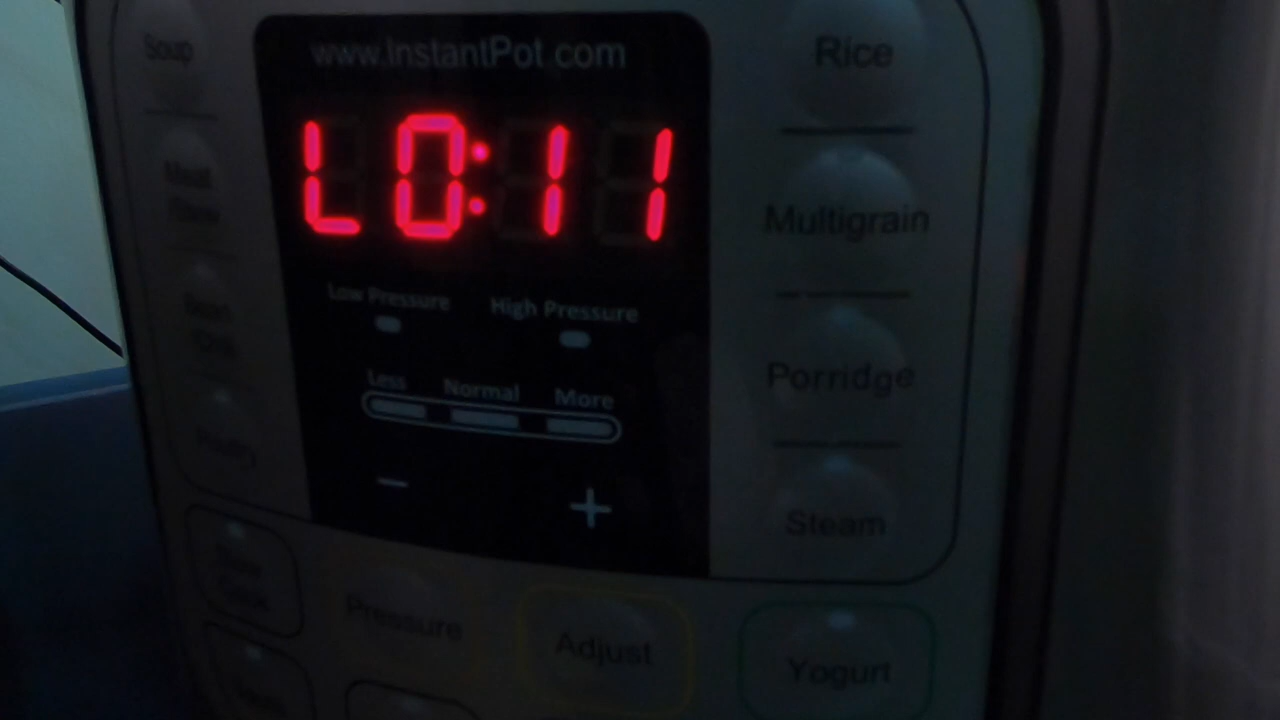 www.InstantPot.com
L0:11
Low Pressure
High Pressure
Less Normal More
− +
Soup
Meat
Rice
Multigrain
Porridge
Steam
Pressure
Adjust
Yogurt